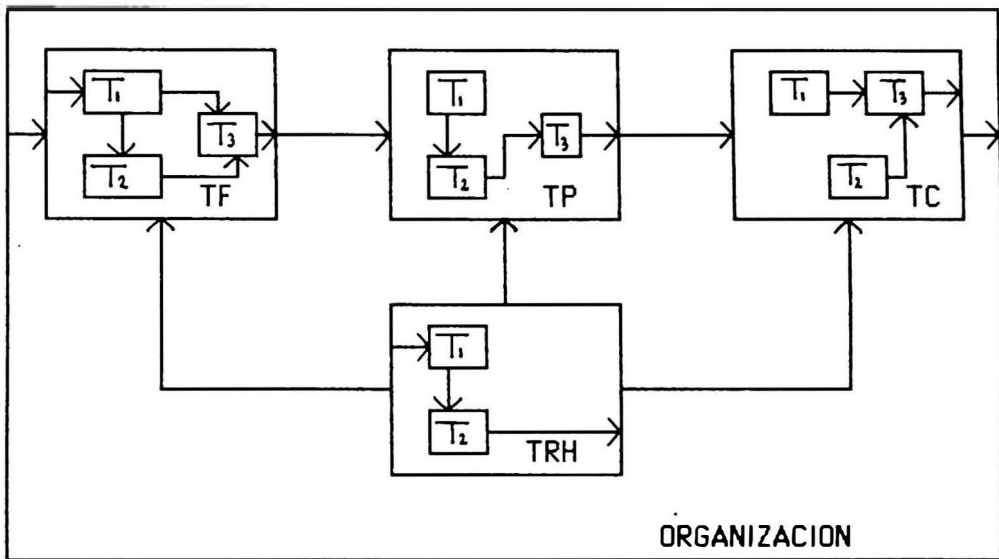 T₁
T₂
T₃
TF
T₁
T₂
T₃
TP
T₁
T₃
T₂
TC
T₁
T₂
TRH
ORGANIZACION